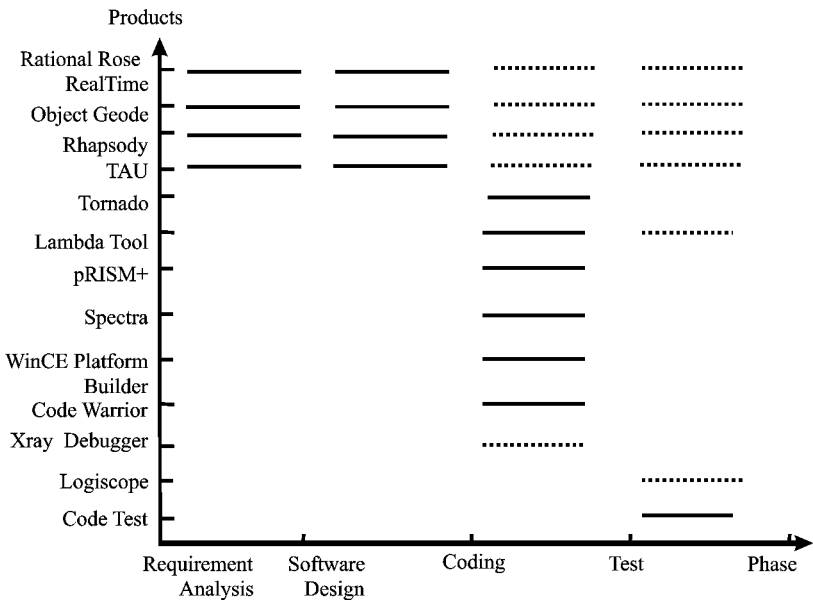 Products
Rational Rose
RealTime
Object Geode
Rhapsody
TAU
Tornado
Lambda Tool
pRISM+
Spectra
WinCE Platform
Builder
Code Warrior
Xray Debugger
Logiscope
Code Test
Requirement
Analysis
Software
Design
Coding
Test
Phase